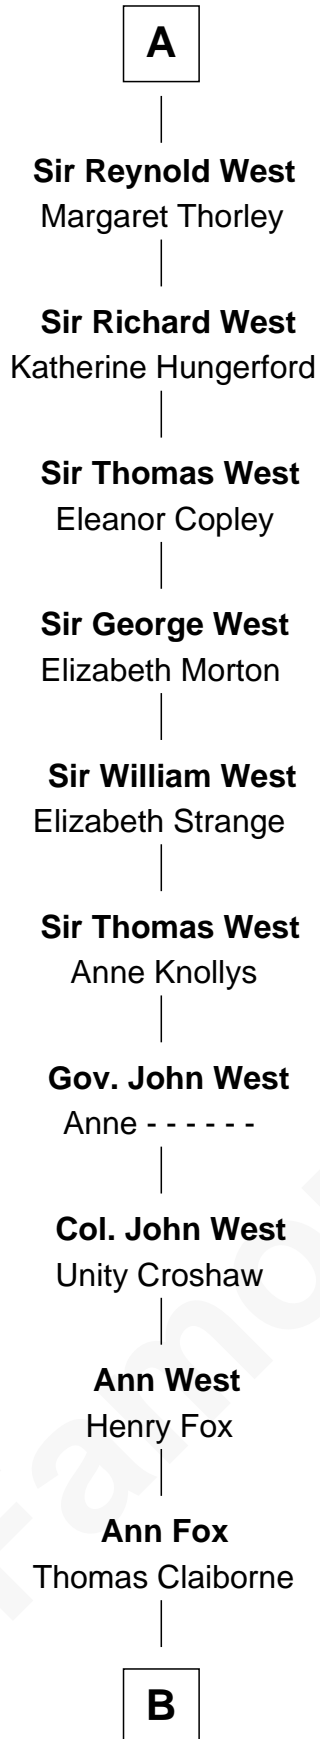 A
Sir Reynold West
Margaret Thorley
Sir Richard West
Katherine Hungerford
Sir Thomas West
Eleanor Copley
Sir George West
Elizabeth Morton
Sir William West
Elizabeth Strange
Sir Thomas West
Anne Knollys
Gov. John West
Anne - - - - - -
Col. John West
Unity Croshaw
Ann West
Henry Fox
Ann Fox
Thomas Claiborne
B